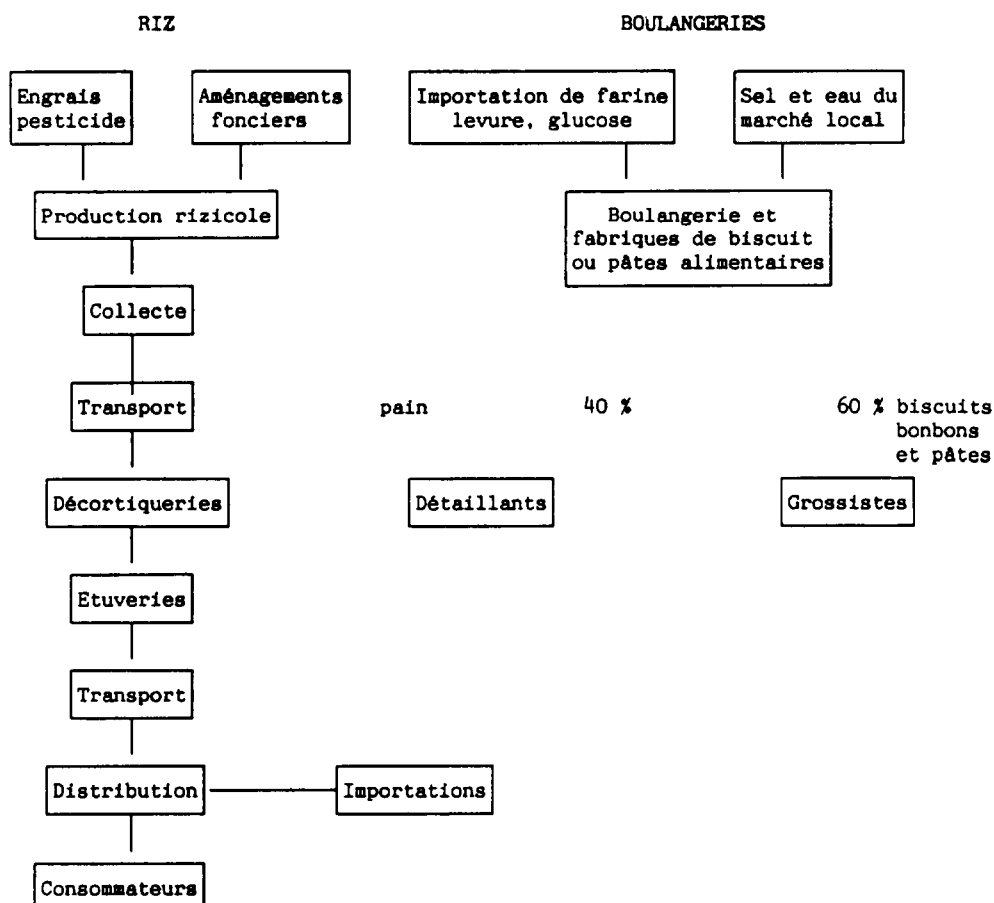 RIZ
BOULANGERIES
Engrais
pesticide
Aménagements
fonciers
Importation de farine
levure, glucose
Sel et eau du
marché local
Production rizicole
Boulangerie et
fabriques de biscuit
ou pâtes alimentaires
Collecte
Transport
pain
40 %
60 % biscuits
bonbons
et pâtes
Décortiqueries
Détaillants
Grossistes
Etuveries
Transport
Distribution
Importations
Consommateurs